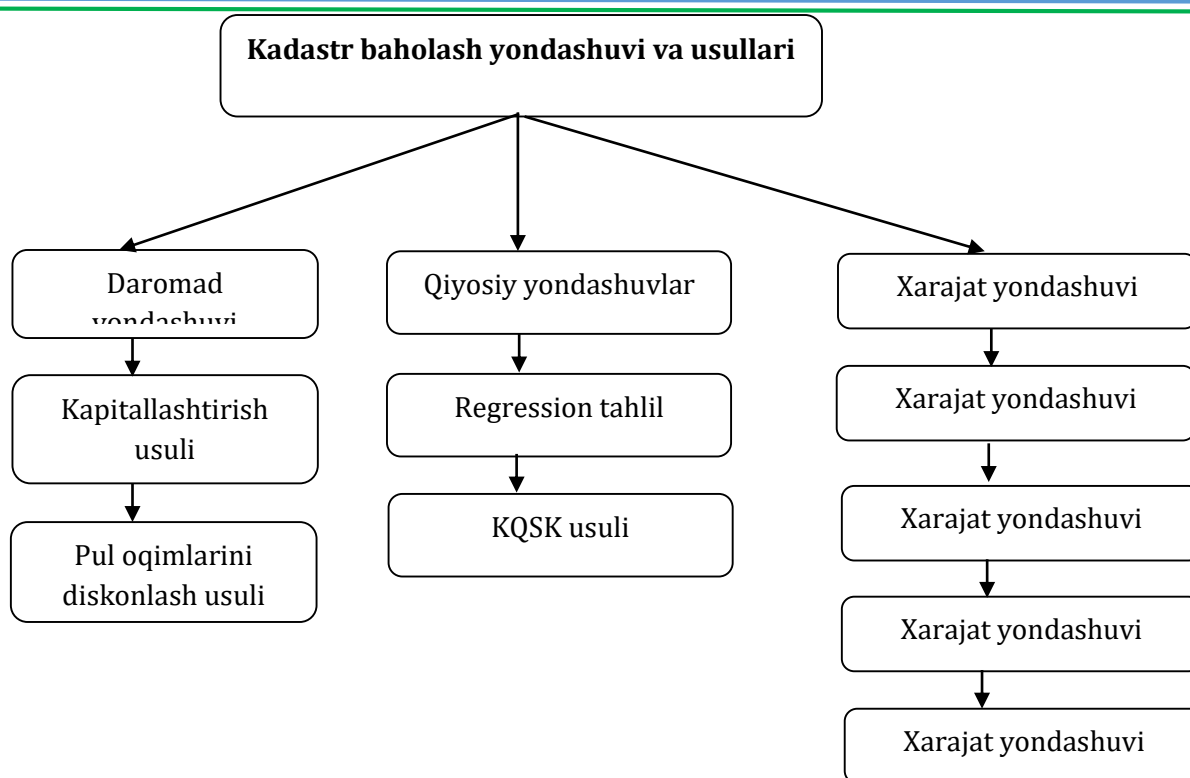 Kadastr baholash yondashuvi va usullari
Daromad
yondashuvi
Kapitallashtirish
usuli
Pul oqimlarini
diskonlash usuli
Qiyosiy yondashuvlar
Regression tahlil
KQSK usuli
Xarajat yondashuvi
Xarajat yondashuvi
Xarajat yondashuvi
Xarajat yondashuvi
Xarajat yondashuvi